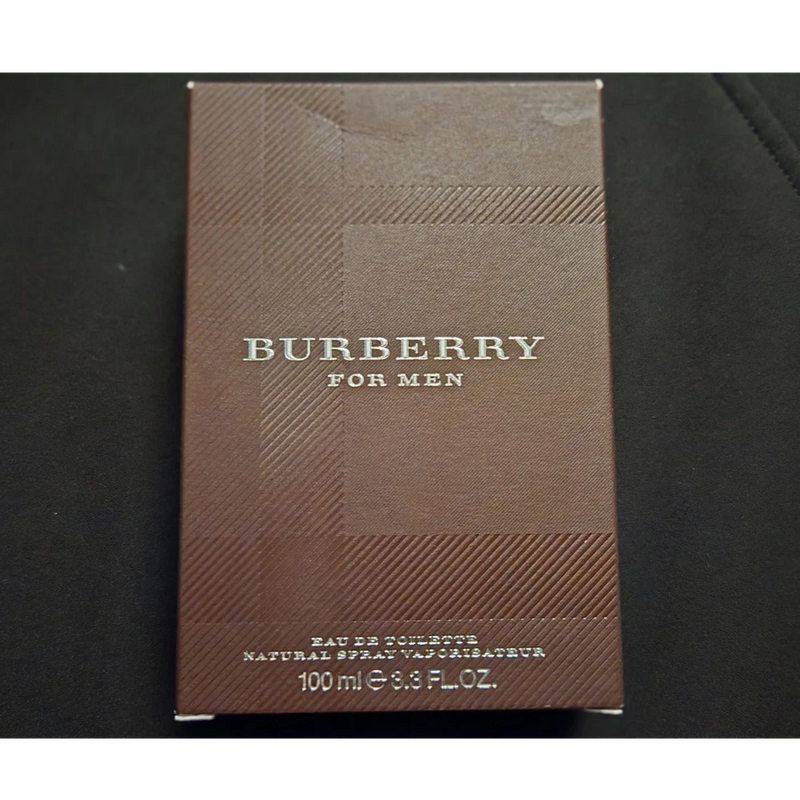 BURBERRY
FOR MEN
EAU DE TOILETTE
NATURAL SPRAY VAPORISATEUR
100 ml ℮ 3.3 FL.OZ.